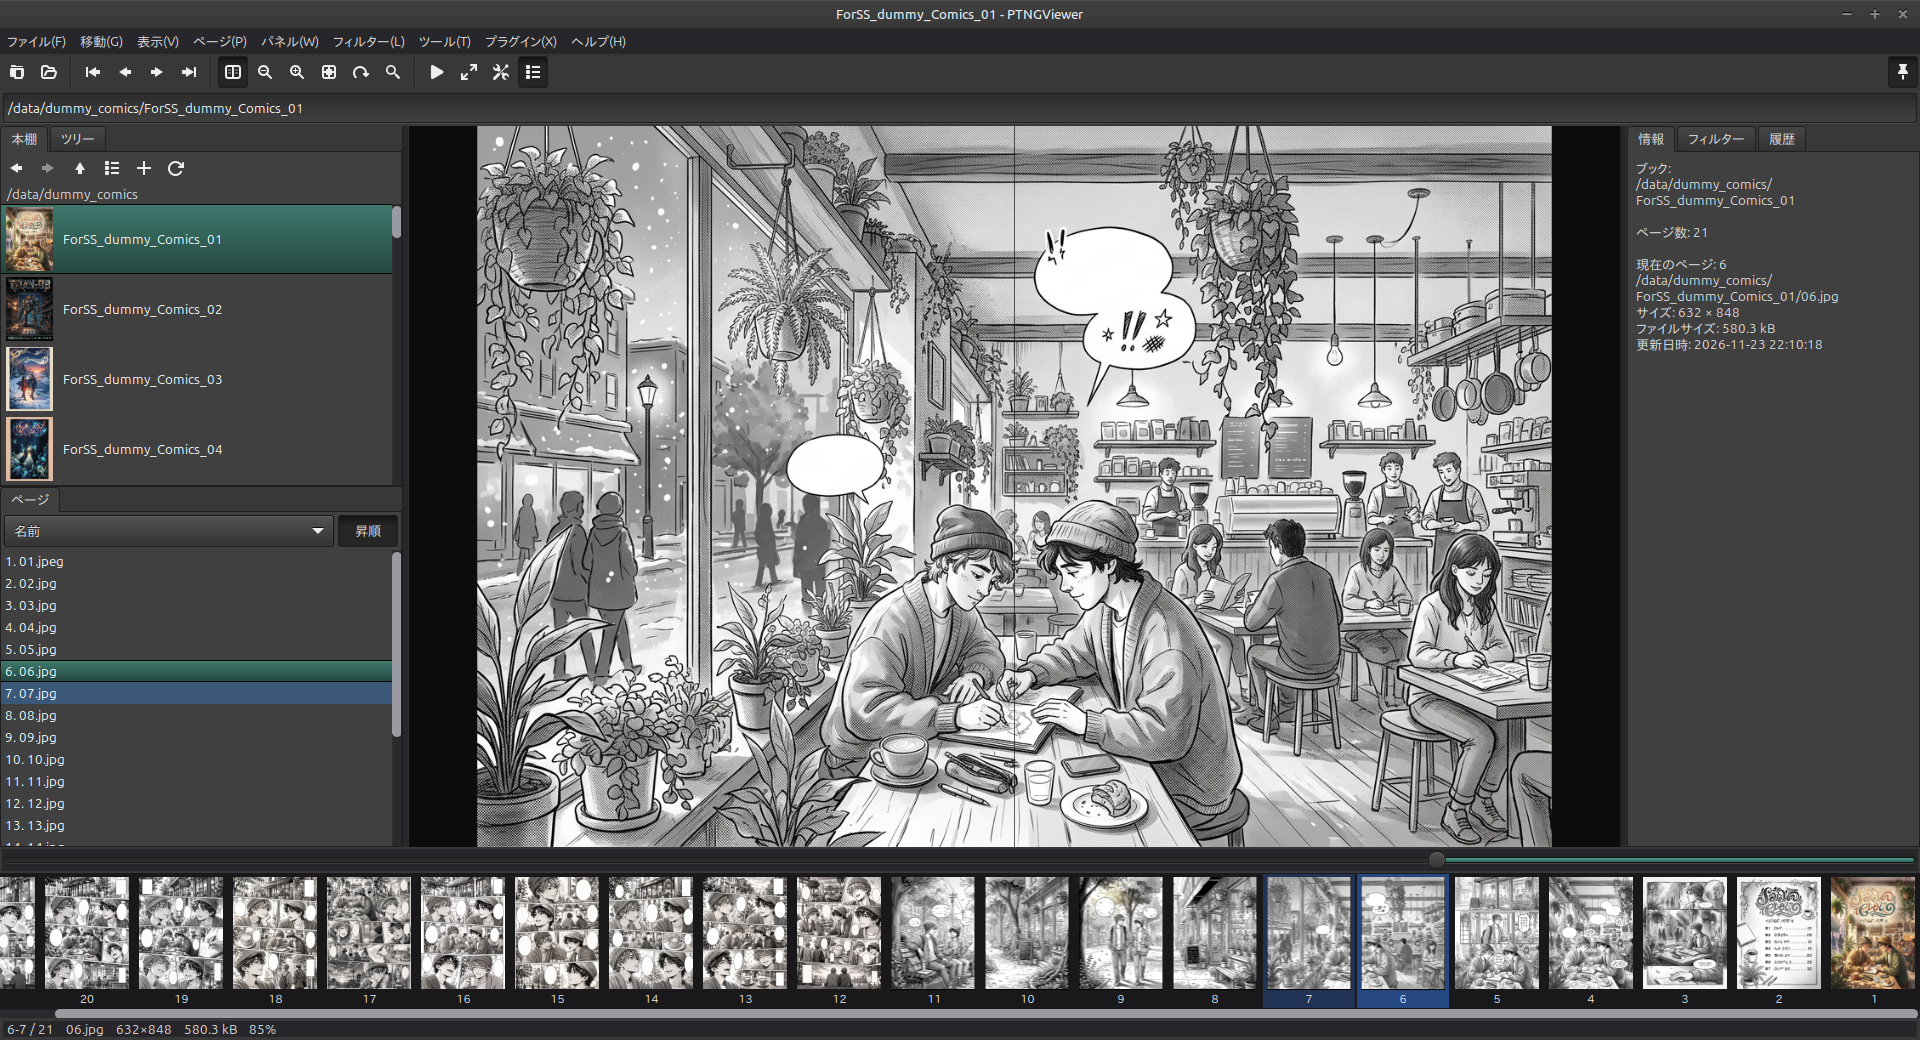 ForSS_dummy_Comics_01 - PTNGViewer
ファイル(F) 移動(G) 表示(V) ページ(P) パネル(W) フィルター(L) ツール(T) プラグイン(X) ヘルプ(H)
/data/dummy_comics/ForSS_dummy_Comics_01
本棚 ツリー
/data/dummy_comics
ForSS_dummy_Comics_01
ForSS_dummy_Comics_02
ForSS_dummy_Comics_03
ForSS_dummy_Comics_04
ページ
名前 昇順
1. 01.jpeg
2. 02.jpg
3. 03.jpg
4. 04.jpg
5. 05.jpg
6. 06.jpg
7. 07.jpg
8. 08.jpg
9. 09.jpg
10. 10.jpg
11. 11.jpg
12. 12.jpg
13. 13.jpg
!!
!!
情報 フィルター 履歴
ブック:
/data/dummy_comics/
ForSS_dummy_Comics_01
ページ数: 21
現在のページ: 6
/data/dummy_comics/
ForSS_dummy_Comics_01/06.jpg
サイズ: 632 × 848
ファイルサイズ: 580.3 kB
更新日時: 2026-11-23 22:10:18
20 19 18 17 16 15 14 13 12 11 10 9 8 7 6 5 4 3 2 1
6-7 / 21 06.jpg 632×848 580.3 kB 85%